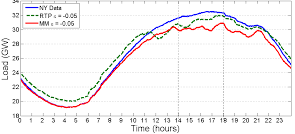 34
32
30
28
26
24
22
20
18
Load (GW)
NY Data
RTP ε = -0.05
MM ε = -0.05
0 1 2 3 4 5 6 7 8 9 10 11 12 13 14 15 16 17 18 19 20 21 22 23
Time (hours)